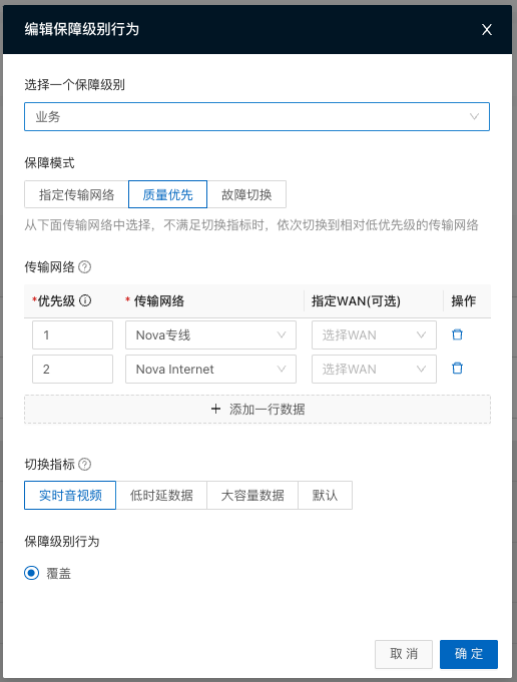 编辑保障级别行为 X
选择一个保障级别
业务
保障模式
指定传输网络 质量优先 故障切换
从下面传输网络中选择，不满足切换指标时，依次切换到相对低优先级的传输网络
传输网络 ?
*优先级 * 传输网络 指定WAN(可选) 操作
1 Nova专线 选择WAN
2 Nova Internet 选择WAN
+ 添加一行数据
切换指标 ?
实时音视频 低时延数据 大容量数据 默认
保障级别行为
覆盖
取 消 确 定